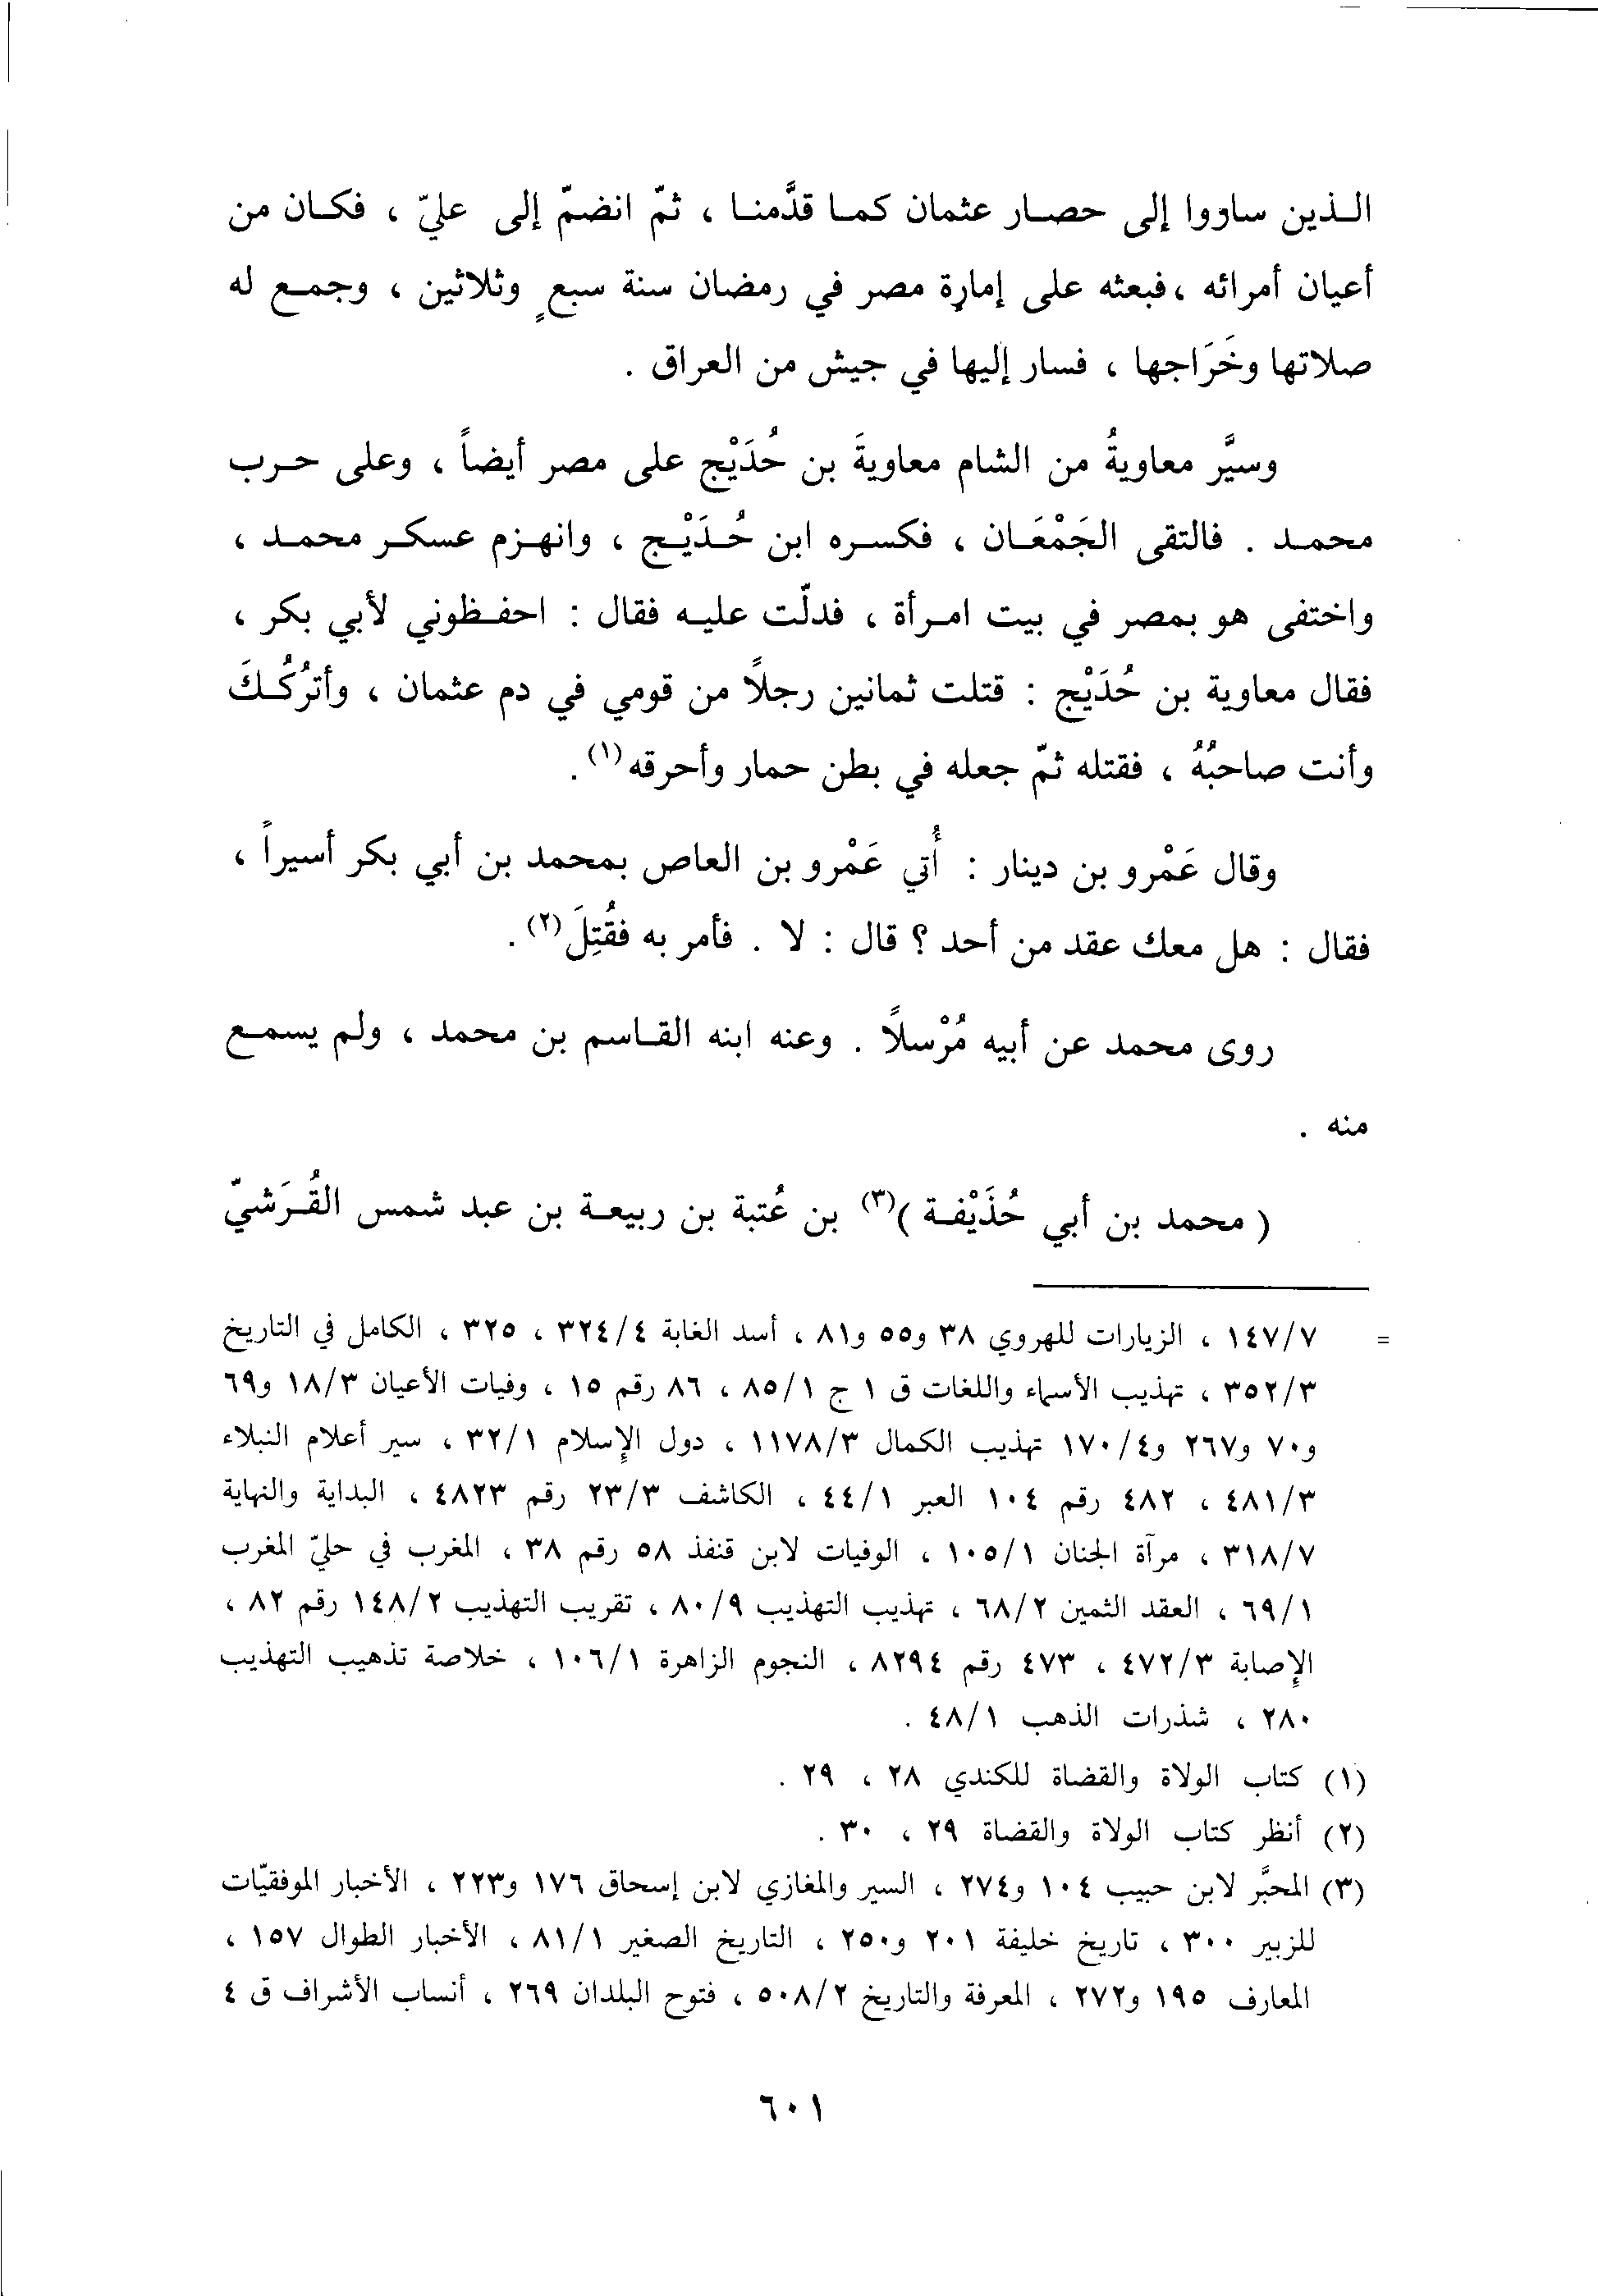 الـذين ساروا إلى حصـار عثمان كمـا قدَّمنـا ، ثمّ انضمّ إلى عليّ ، فكـان من
أعيان أمرائه ، فبعثه على إمارة مصر في رمضان سنة سبعٍ وثلاثين ، وجمـع له
صلاتها وخَرَاجها ، فسار إليها في جيش من العراق .
وسيَّر معاويةُ من الشام معاويةَ بن حُدَيْج على مصر أيضاً ، وعلى حـرب
محمـد . فالتقى الجَمْعَـان ، فكسـره ابن حُـدَيْـج ، وانهـزم عسكـر محمـد ،
واختفى هو بمصر في بيت امـرأة ، فدلّت عليـه فقال : احفـظوني لأبي بكر ،
فقال معاوية بن حُدَيْج : قتلت ثمانين رجلاً من قومي في دم عثمان ، وأترُكُـكَ
وأنت صاحبُهُ ، فقتله ثمّ جعله في بطن حمار وأحرقه(١) .
وقال عَمْرو بن دينار : أُتي عَمْرو بن العاص بمحمد بن أبي بكر أسيراً ،
فقال : هل معك عقد من أحد ؟ قال : لا . فأمر به فقُتِلَ(٢) .
روى محمد عن أبيه مُرْسلاً . وعنه ابنه القـاسم بن محمد ، ولم يسمـع
منه .
( محمد بن أبي حُذَيْفـة )(٣) بن عُتبة بن ربيعـة بن عبد شمس القُـرَشيّ
= ١٤٧/٧ ، الزيارات للهروي ٣٨ و٥٥ و٨١ ، أسد الغابة ٣٢٤/٤ ، ٣٢٥ ، الكامل في التاريخ
٣٥٢/٣ ، تهذيب الأسماء واللغات ق ١ ج ٨٥/١ ، ٨٦ رقم ١٥ ، وفيات الأعيان ١٨/٣ و٦٩
و٧٠ و٢٦٧ و١٧٠/٤ تهذيب الكمال ١١٧٨/٣ ، دول الإسلام ٣٢/١ ، سير أعلام النبلاء
٤٨١/٣ ، ٤٨٢ رقم ١٠٤ العبر ٤٤/١ ، الكاشف ٢٣/٣ رقم ٤٨٢٣ ، البداية والنهاية
٣١٨/٧ ، مرآة الجنان ١٠٥/١ ، الوفيات لابن قنفذ ٥٨ رقم ٣٨ ، المغرب في حليّ المغرب
٦٩/١ ، العقد الثمين ٦٨/٢ ، تهذيب التهذيب ٨٠/٩ ، تقريب التهذيب ١٤٨/٢ رقم ٨٢ ،
الإصابة ٤٧٢/٣ ، ٤٧٣ رقم ٨٢٩٤ ، النجوم الزاهرة ١٠٦/١ ، خلاصة تذهيب التهذيب
٢٨٠ ، شذرات الذهب ٤٨/١ .
(١) كتاب الولاة والقضاة للكندي ٢٨ ، ٢٩ .
(٢) أنظر كتاب الولاة والقضاة ٢٩ ، ٣٠ .
(٣) المحبَّر لابن حبيب ١٠٤ و٢٧٤ ، السير والمغازي لابن إسحاق ١٧٦ و٢٢٣ ، الأخبار الموفقيّات
للزبير ٣٠٠ ، تاريخ خليفة ٢٠١ و٢٥٠ ، التاريخ الصغير ٨١/١ ، الأخبار الطوال ١٥٧ ،
المعارف ١٩٥ و٢٧٢ ، المعرفة والتاريخ ٥٠٨/٢ ، فتوح البلدان ٢٦٩ ، أنساب الأشراف ق ٤
٦٠١